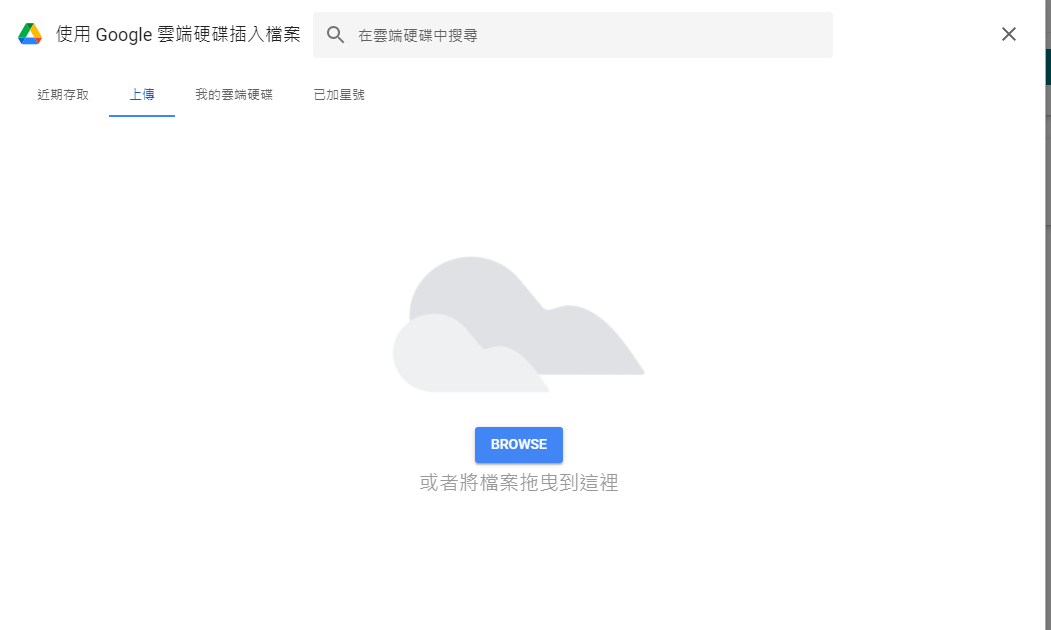 使用 Google 雲端硬碟插入檔案
在雲端硬碟中搜尋
近期存取 上傳 我的雲端硬碟 已加星號
BROWSE
或者將檔案拖曳到這裡